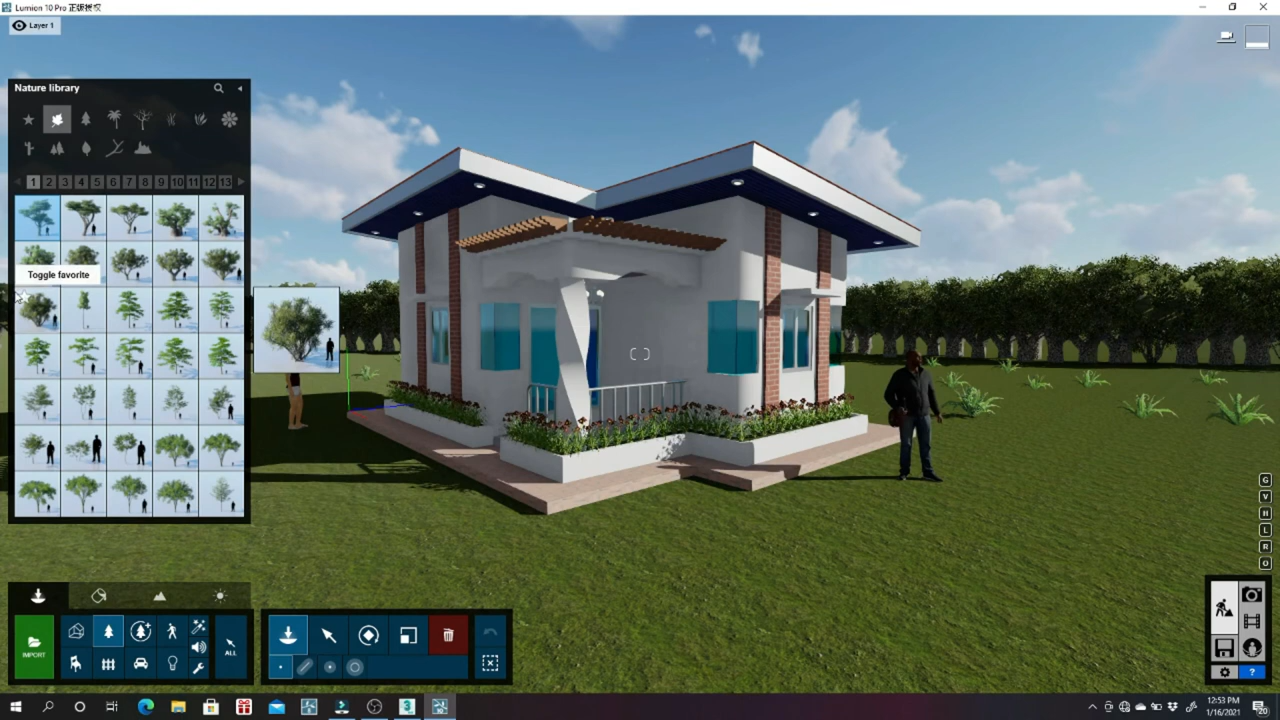 Lumion 10 Pro 正版授权
Layer 1
Nature library
1 2 3 4 5 6 7 8 9 10 11 12 13
Toggle favorite
G
V
H
L
R
O
IMPORT
ALL
?
12:53 PM
1/16/2021
20